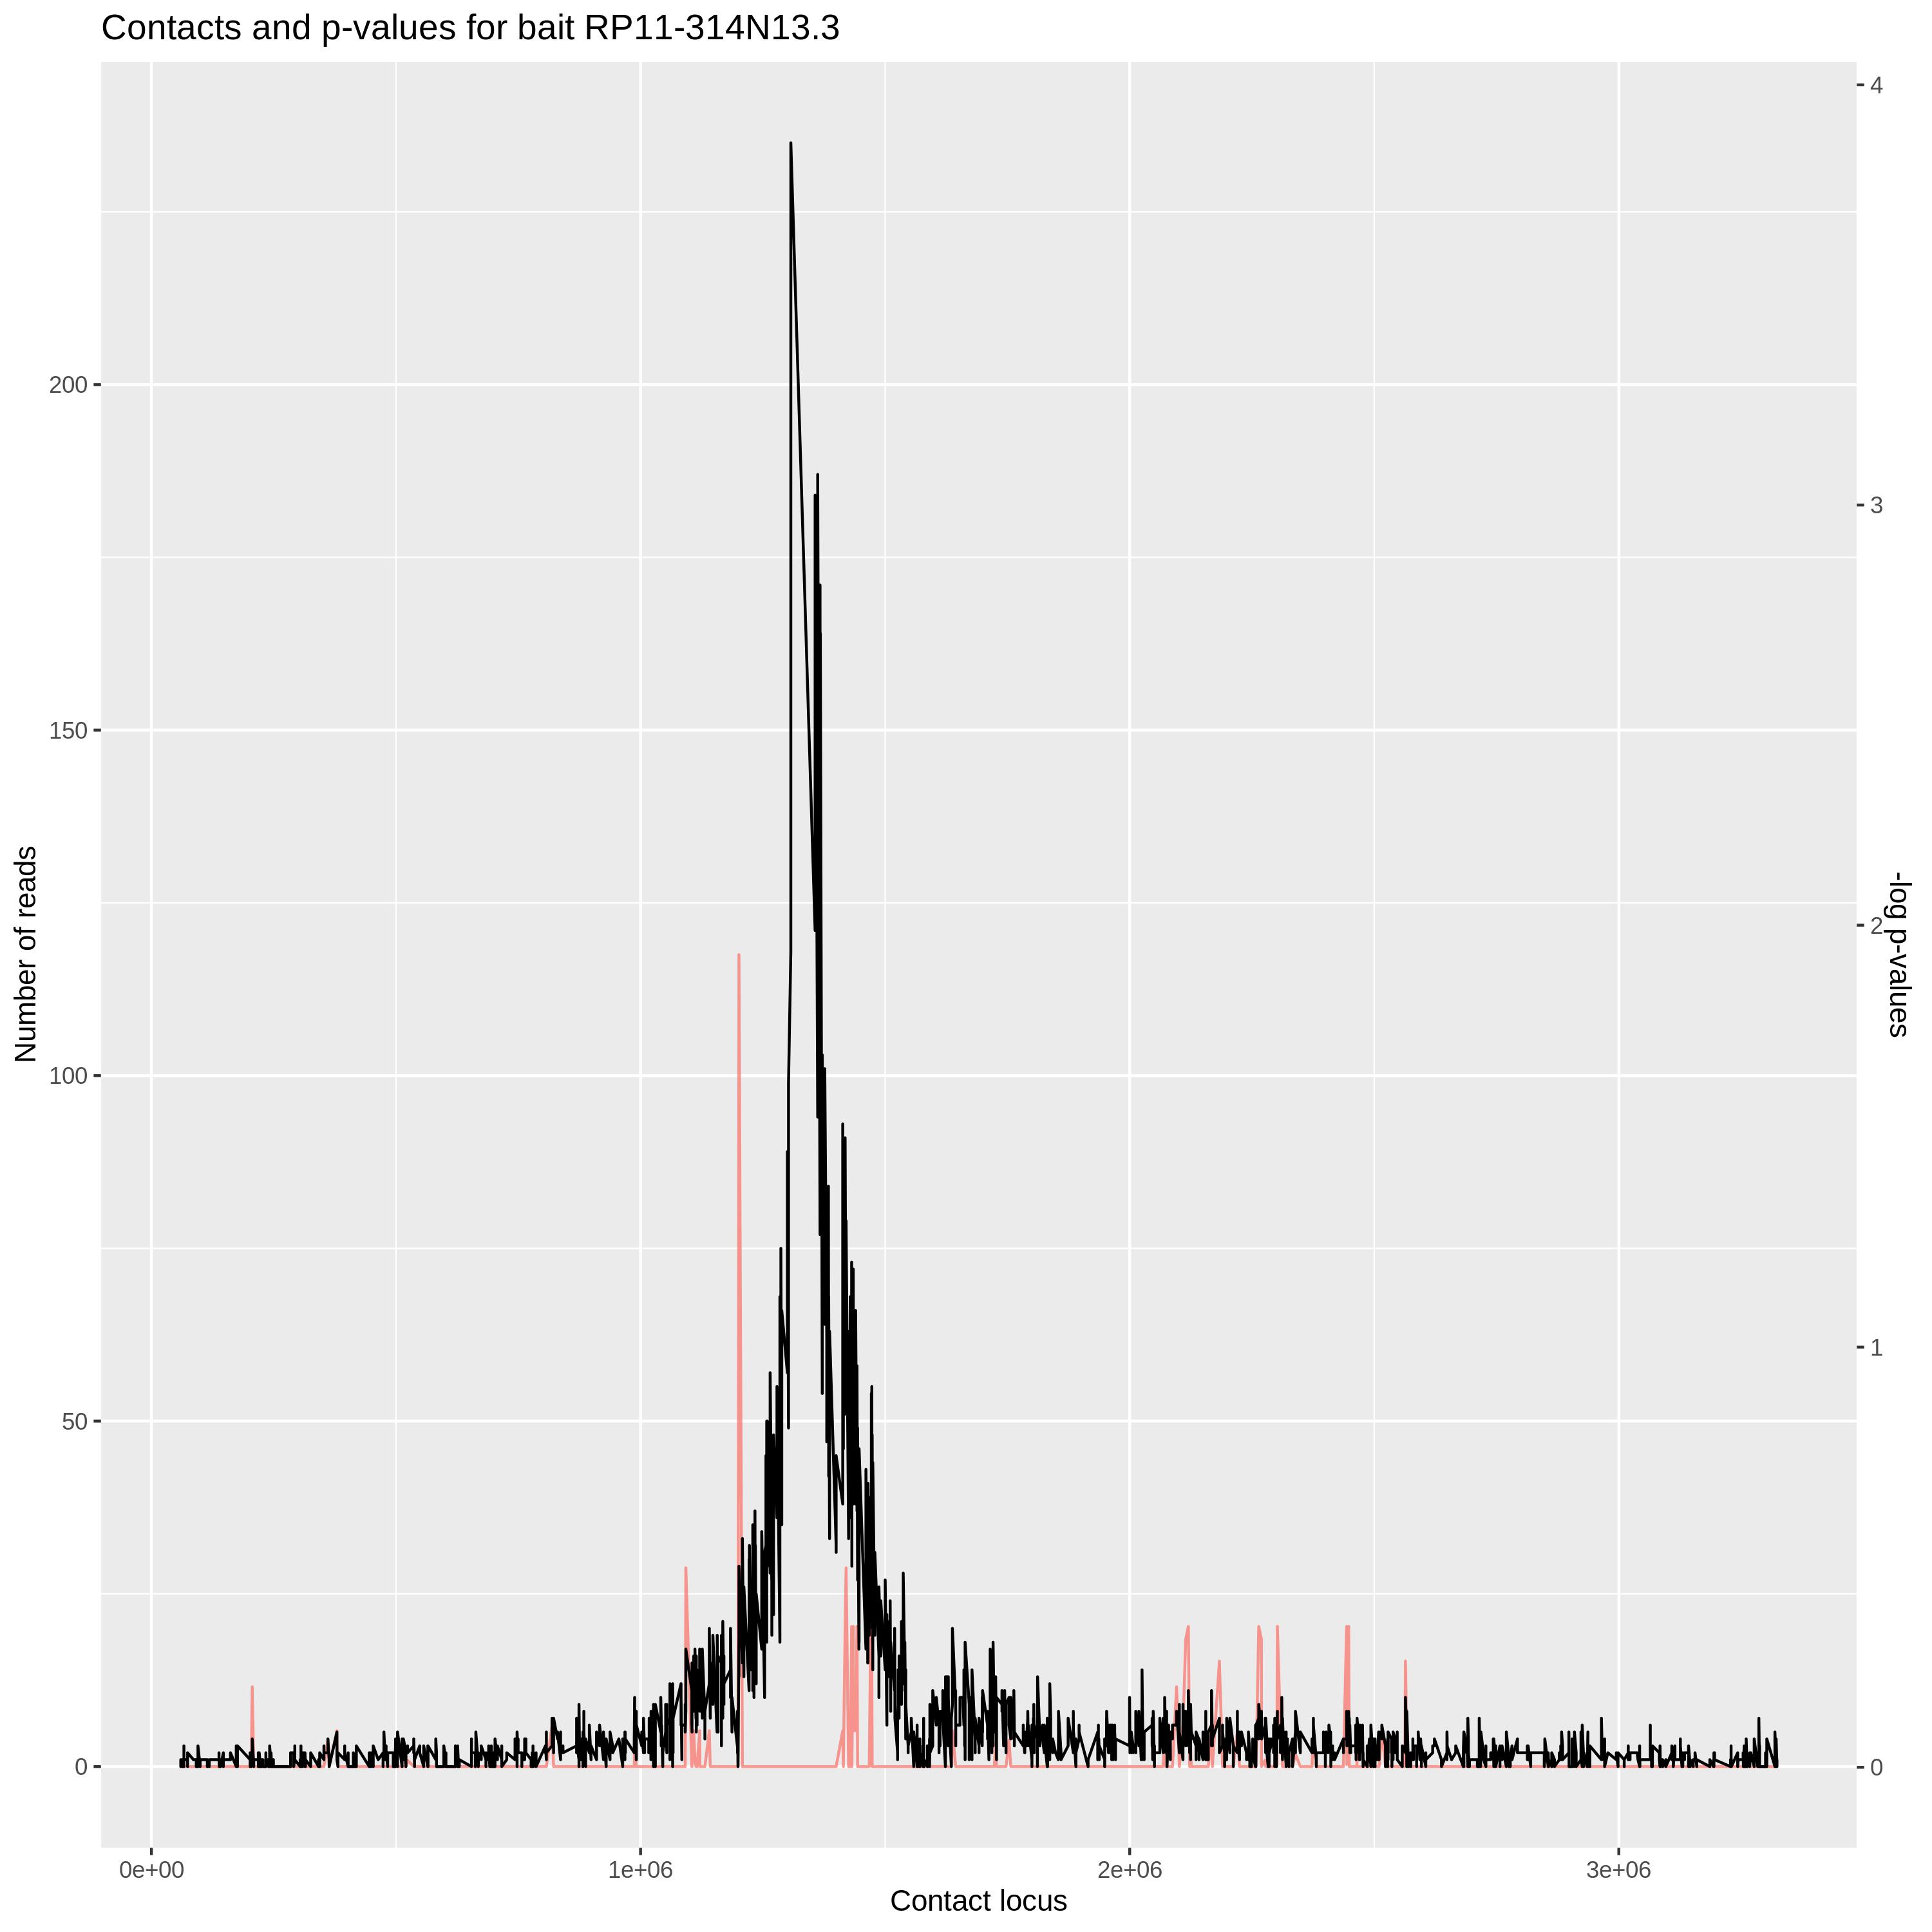 Contacts and p-values for bait RP11-314N13.3
Number of reads
200
150
100
50
0
4
3
2
1
0
-log p-values
0e+00
1e+06
2e+06
3e+06
Contact locus